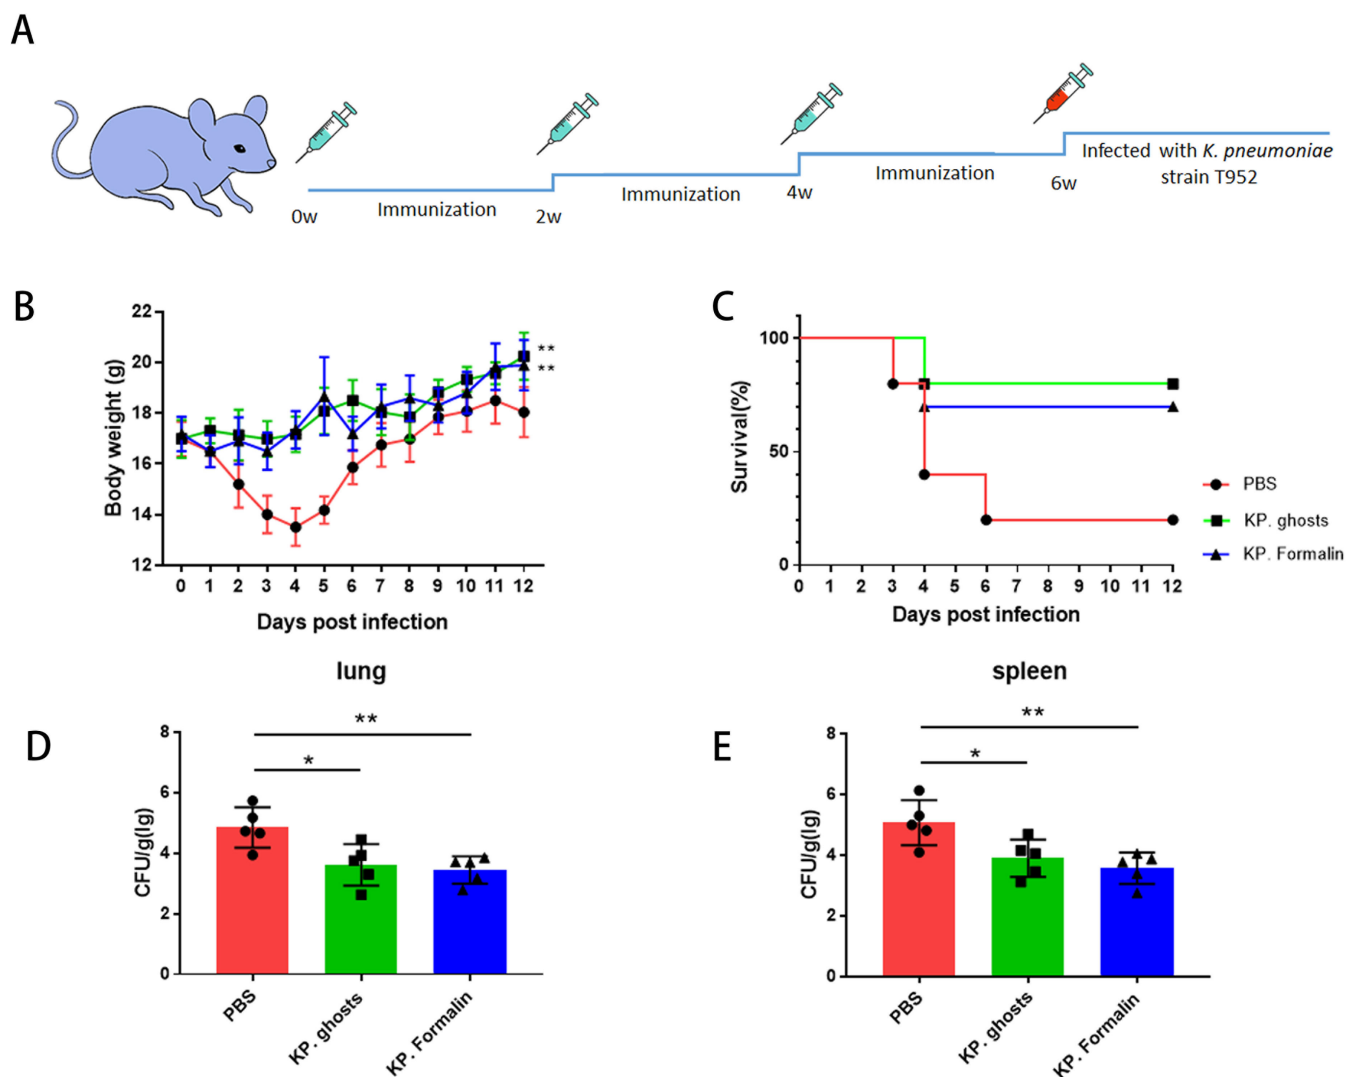 A
0w
Immunization
2w
Immunization
4w
Immunization
6w
Infected with K. pneumoniae
strain T952
B
22
20
18
16
14
12
Body weight (g)
**
**
0 1 2 3 4 5 6 7 8 9 10 11 12
Days post infection
C
100
50
0
Survival(%)
0 1 2 3 4 5 6 7 8 9 10 11 12
Days post infection
PBS
KP. ghosts
KP. Formalin
lung
D
8
6
4
2
0
CFU/g(lg)
**
*
PBS
KP. ghosts
KP. Formalin
spleen
E
8
6
4
2
0
CFU/g(lg)
**
*
PBS
KP. ghosts
KP. Formalin